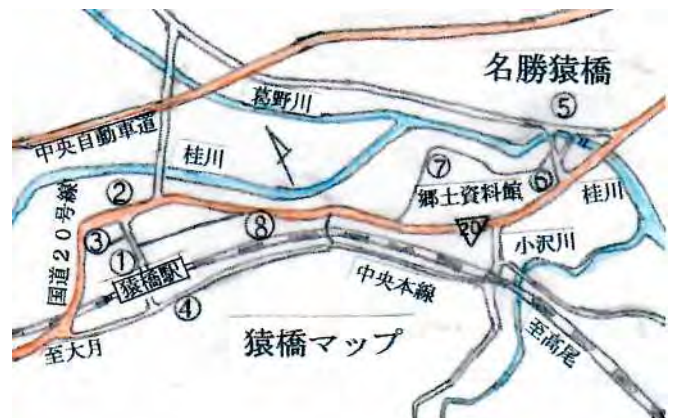 名勝猿橋
⑤
葛野川
中央自動車道
桂川
⑦
郷土資料館
⑥
桂川
②
国道20号線
③
①
⑧
20
小沢川
猿橋駅
④
中央本線
至大月
猿橋マップ
至高尾